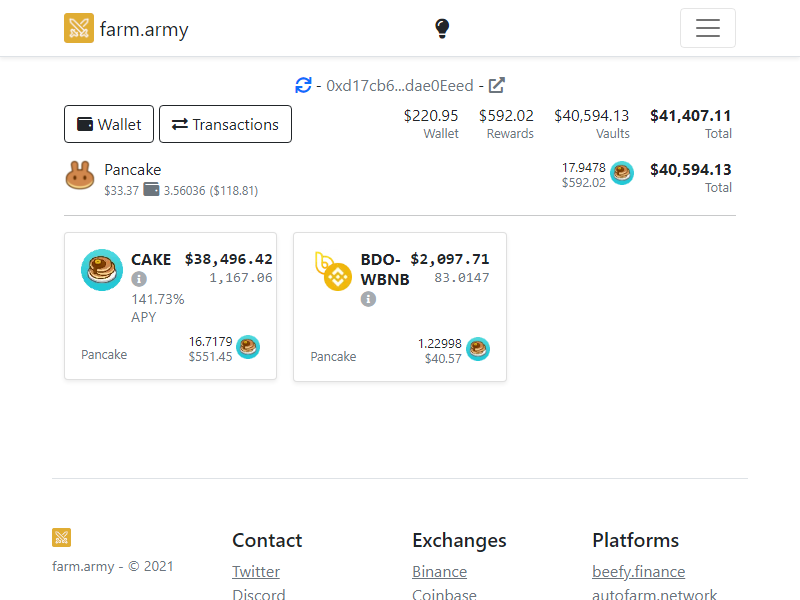 farm.army
- 0xd17cb6...dae0Eeed -
Wallet
Transactions
$220.95 $592.02 $40,594.13 $41,407.11
Wallet Rewards Vaults Total
Pancake
$33.37 3.56036 ($118.81)
17.9478
$592.02
$40,594.13
Total
CAKE $38,496.42
1,167.06
141.73%
APY
Pancake
16.7179
$551.45
BDO-
WBNB
$2,097.71
83.0147
Pancake
1.22998
$40.57
farm.army - © 2021
Contact
Twitter
Discord
Exchanges
Binance
Coinbase
Platforms
beefy.finance
autofarm.network